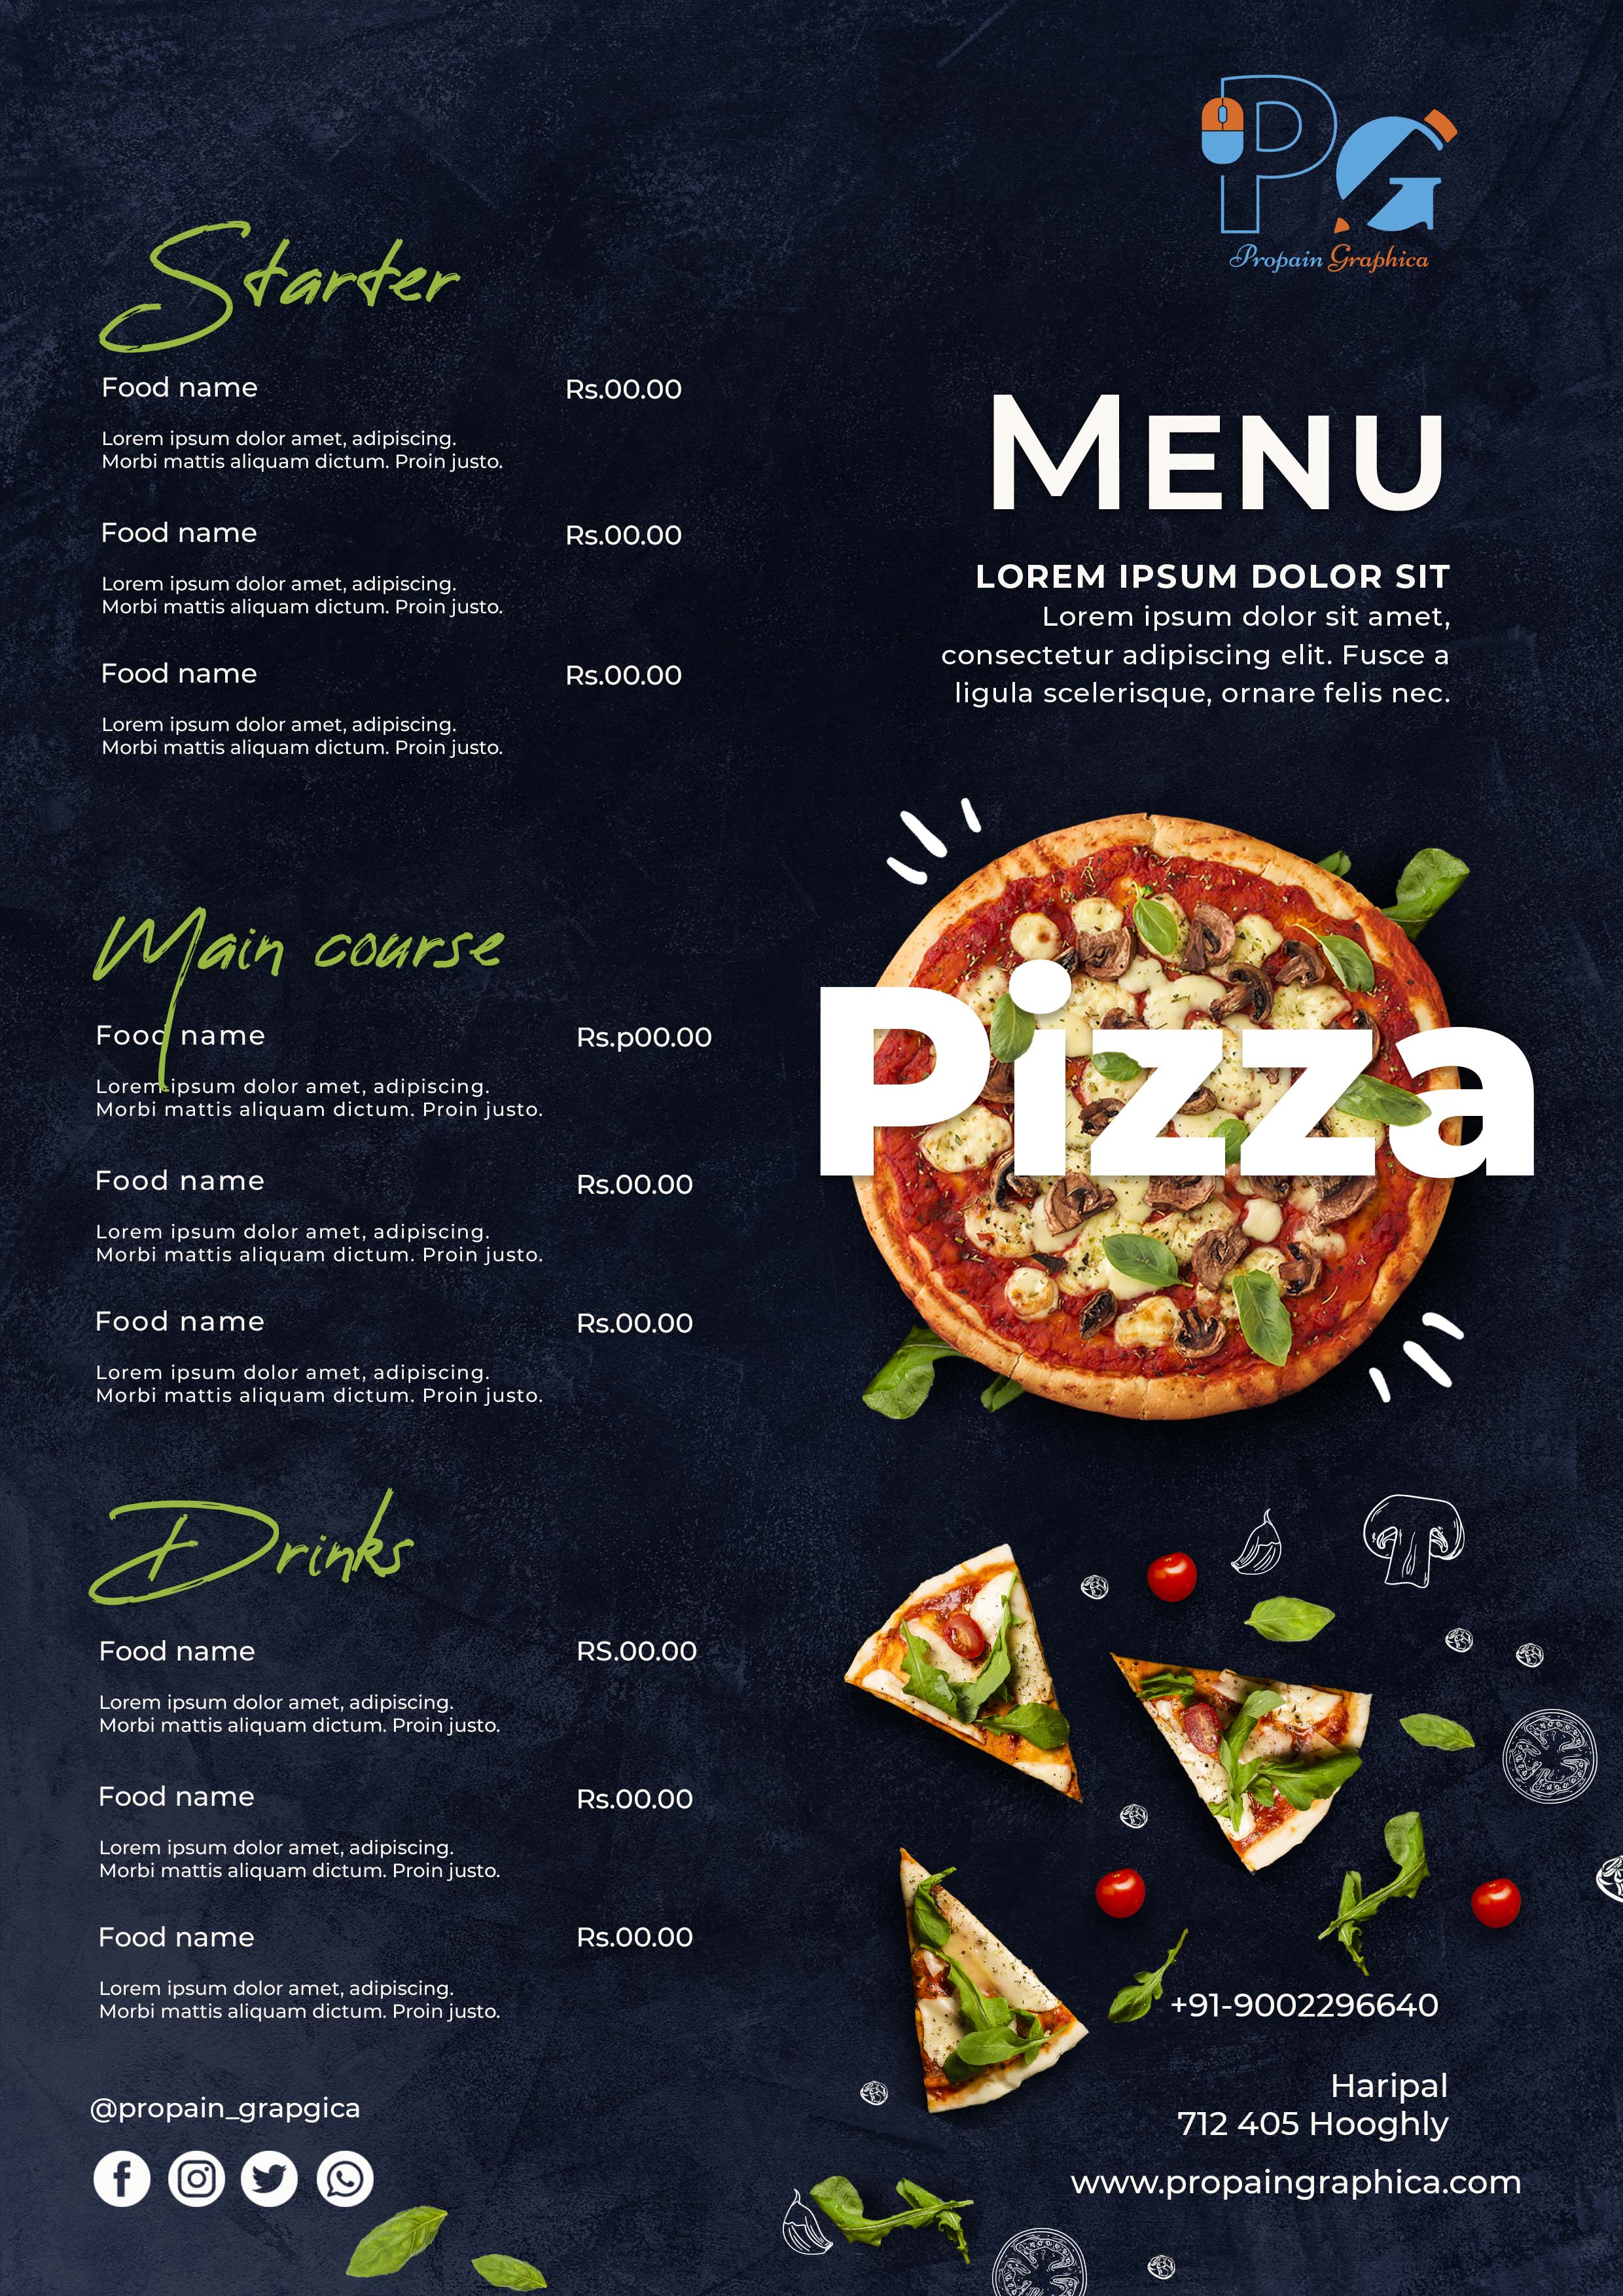 PG
Propain Graphica
Starter
Food name Rs.00.00
Lorem ipsum dolor amet, adipiscing.
Morbi mattis aliquam dictum. Proin justo.
Food name Rs.00.00
Lorem ipsum dolor amet, adipiscing.
Morbi mattis aliquam dictum. Proin justo.
Food name Rs.00.00
Lorem ipsum dolor amet, adipiscing.
Morbi mattis aliquam dictum. Proin justo.
Main course
Food name Rs.p00.00
Lorem ipsum dolor amet, adipiscing.
Morbi mattis aliquam dictum. Proin justo.
Food name Rs.00.00
Lorem ipsum dolor amet, adipiscing.
Morbi mattis aliquam dictum. Proin justo.
Food name Rs.00.00
Lorem ipsum dolor amet, adipiscing.
Morbi mattis aliquam dictum. Proin justo.
Drinks
Food name RS.00.00
Lorem ipsum dolor amet, adipiscing.
Morbi mattis aliquam dictum. Proin justo.
Food name Rs.00.00
Lorem ipsum dolor amet, adipiscing.
Morbi mattis aliquam dictum. Proin justo.
Food name Rs.00.00
Lorem ipsum dolor amet, adipiscing.
Morbi mattis aliquam dictum. Proin justo.
@propain_grapgica
MENU
LOREM IPSUM DOLOR SIT
Lorem ipsum dolor sit amet,
consectetur adipiscing elit. Fusce a
ligula scelerisque, ornare felis nec.
Pizza
+91-9002296640
Haripal
712 405 Hooghly
www.propaingraphica.com